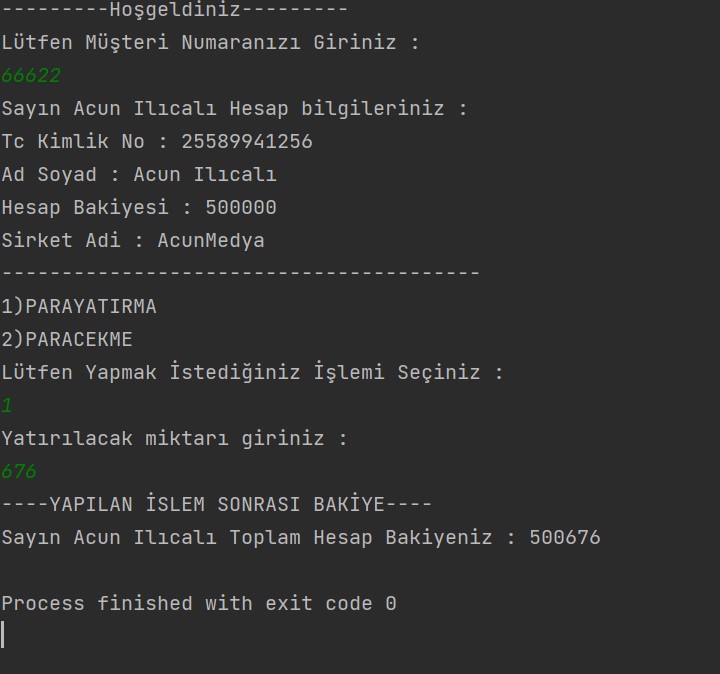 ---------Hoşgeldiniz---------
Lütfen Müşteri Numaranızı Giriniz :
66622
Sayın Acun Ilıcalı Hesap bilgileriniz :
Tc Kimlik No : 25589941256
Ad Soyad : Acun Ilıcalı
Hesap Bakiyesi : 500000
Sirket Adi : AcunMedya
----------------------------------------
1)PARAYATIRMA
2)PARACEKME
Lütfen Yapmak İstediğiniz İşlemi Seçiniz :
1
Yatırılacak miktarı giriniz :
676
----YAPILAN İSLEM SONRASI BAKİYE----
Sayın Acun Ilıcalı Toplam Hesap Bakiyeniz : 500676
Process finished with exit code 0